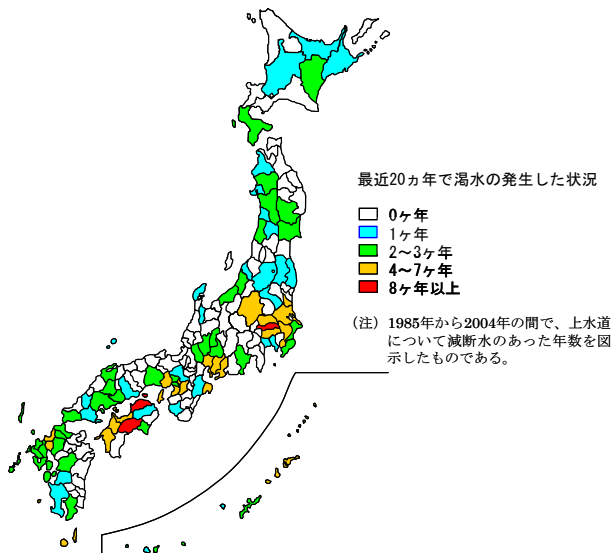 最近20ヵ年で渇水の発生した状況
0ヶ年
1ヶ年
2～3ヶ年
4～7ヶ年
8ヶ年以上
(注) 1985年から2004年の間で、上水道
について減断水のあった年数を図
示したものである。